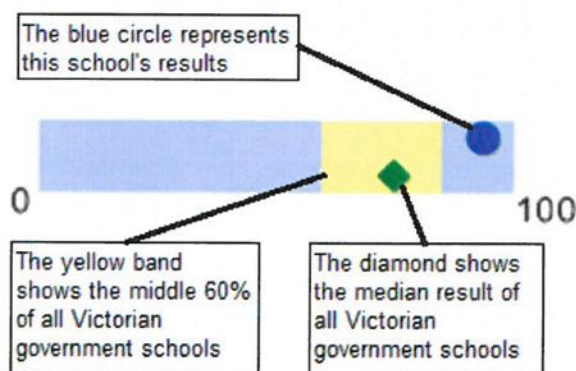 The blue circle represents
this school's results
0
100
The yellow band
shows the middle 60%
of all Victorian
government schools
The diamond shows
the median result of
all Victorian
government schools